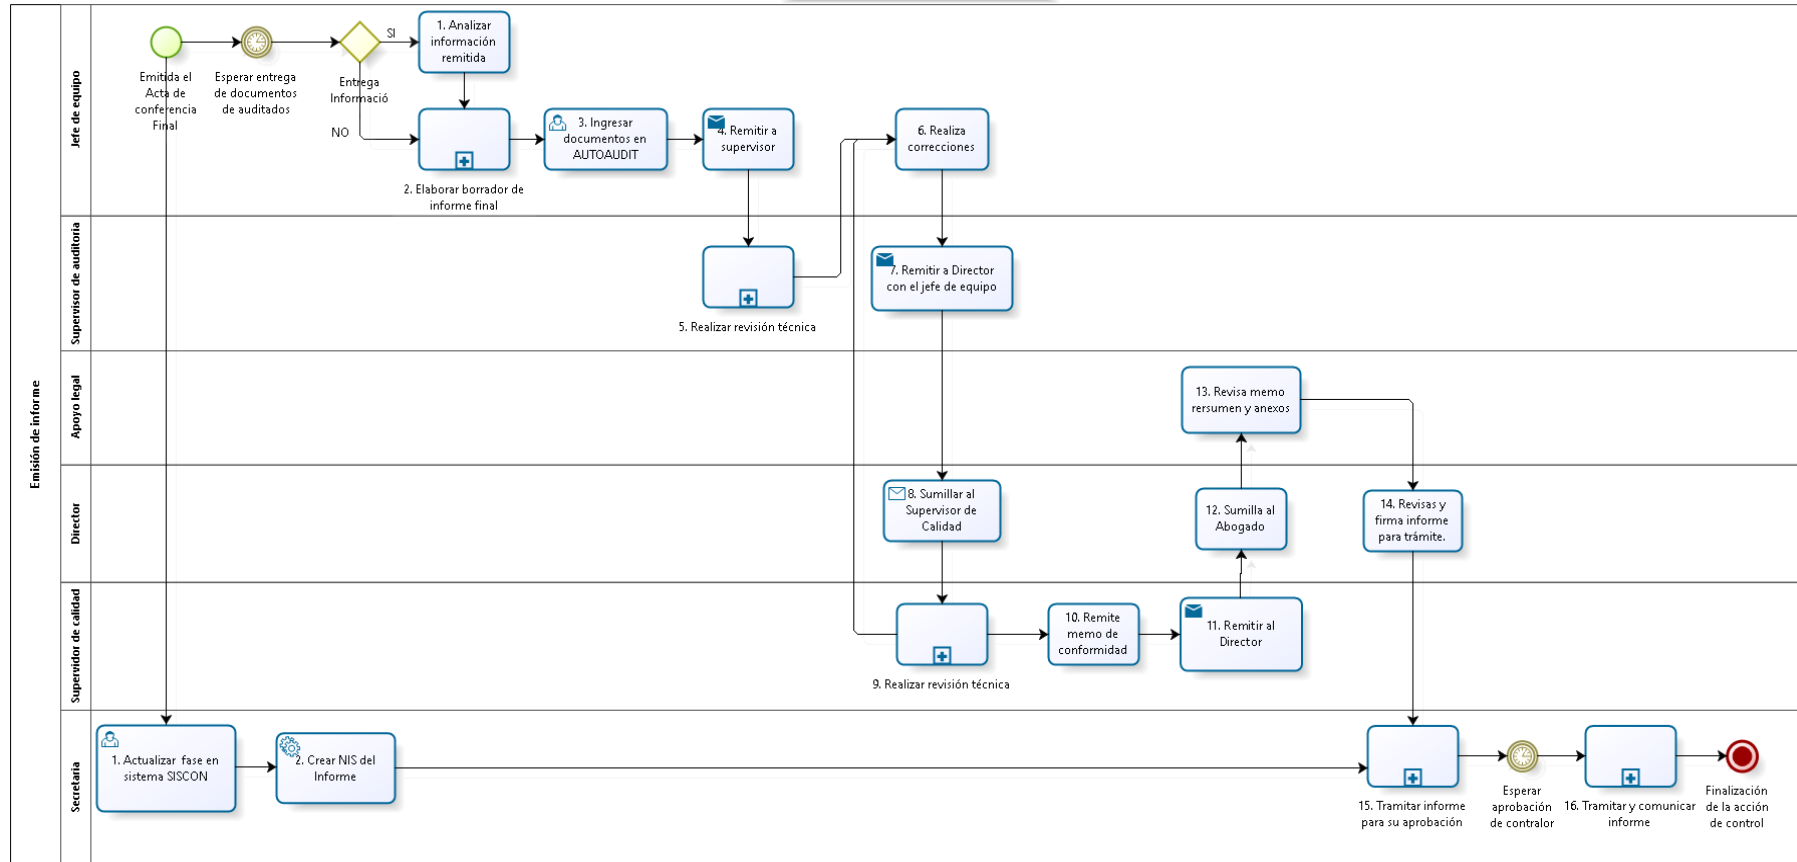 Emisión de informe
Jefe de equipo
Emitida el
Acta de
conferencia
Final
Esperar entrega
de documentos
de auditados
Entrega
Informació
SI
NO
1. Analizar
información
remitida
2. Elaborar borrador de
informe final
3. Ingresar
documentos en
AUTOAUDIT
4. Remitir a
supervisor
6. Realiza
correcciones
Supervisor de auditoria
5. Realizar revisión técnica
7. Remitir a Director
con el jefe de equipo
Apoyo legal
13. Revisa memo
rersumen y anexos
Director
8. Sumillar al
Supervisor de
Calidad
12. Sumilla al
Abogado
14. Revisas y
firma informe
para trámite.
Supervidor de calidad
9. Realizar revisión técnica
10. Remite
memo de
conformidad
11. Remitir al
Director
Secretaria
1. Actualizar fase en
sistema SISCON
2. Crear NIS del
Informe
15. Tramitar informe
para su aprobación
Esperar
aprobación
de contralor
16. Tramitar y comunicar
informe
Finalización
de la acción
de control